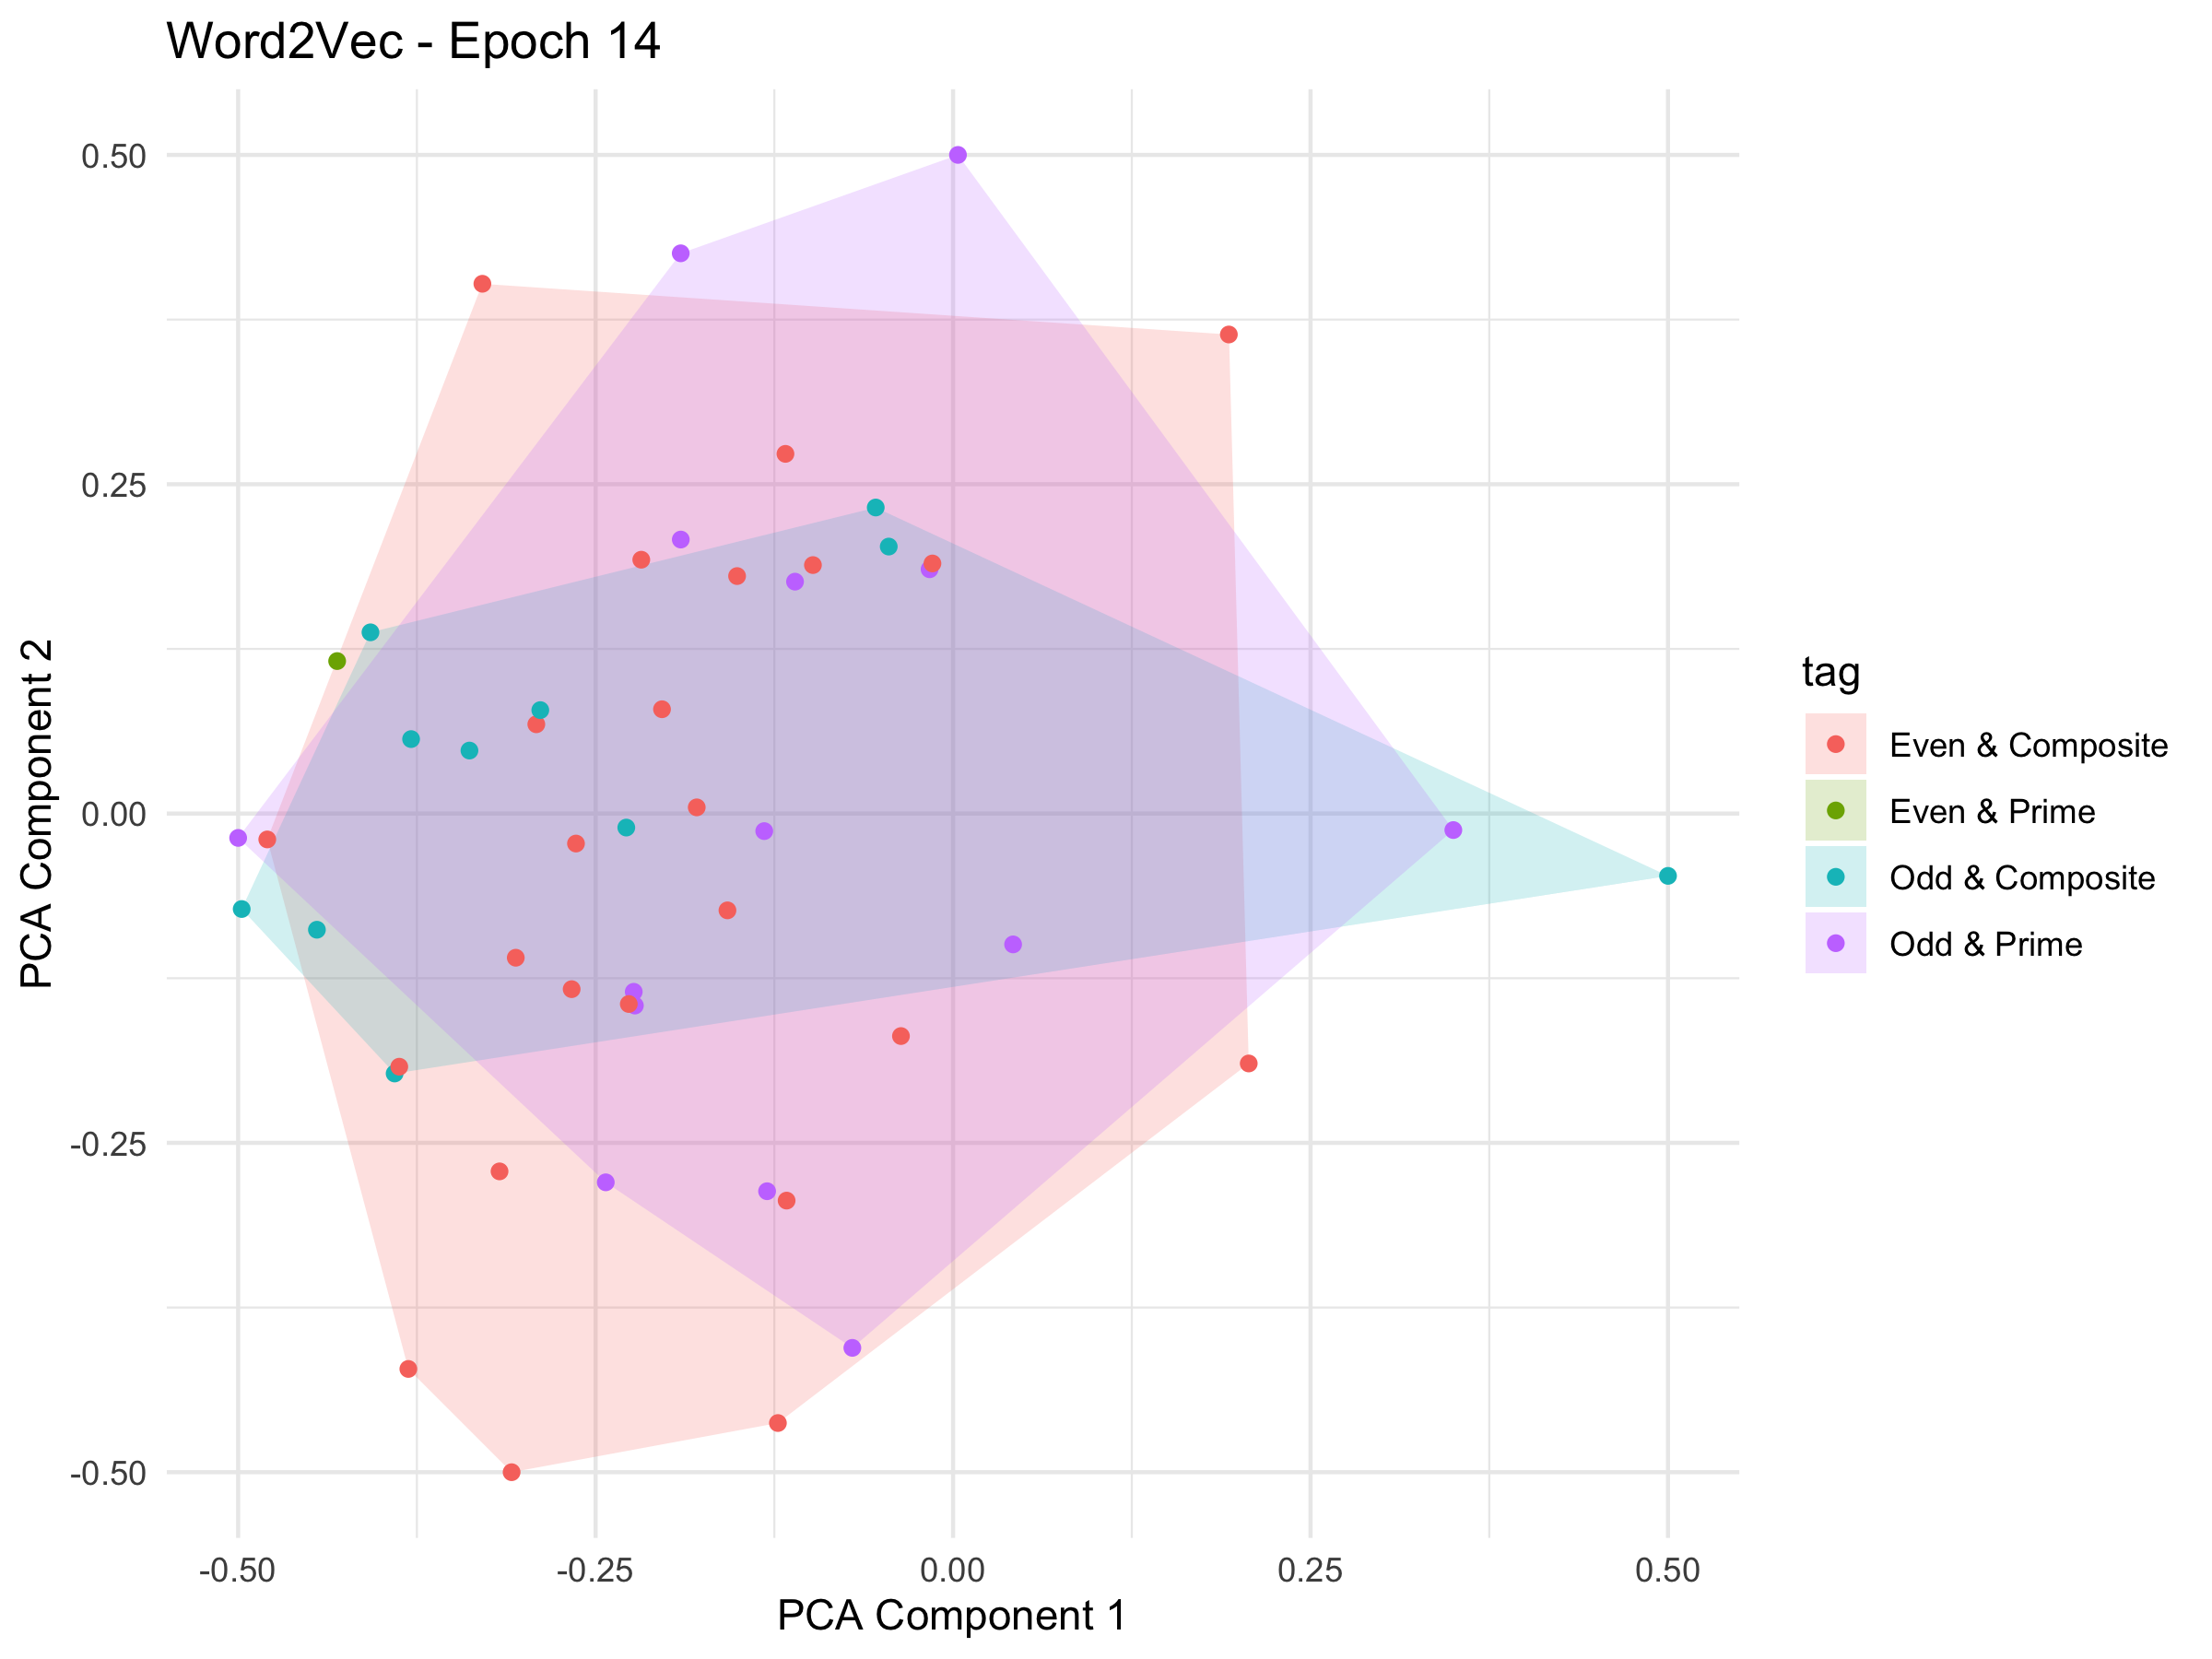 Word2Vec - Epoch 14
PCA Component 2
0.50
0.25
0.00
-0.25
-0.50
-0.50
-0.25
0.00
0.25
0.50
PCA Component 1
tag
Even & Composite
Even & Prime
Odd & Composite
Odd & Prime